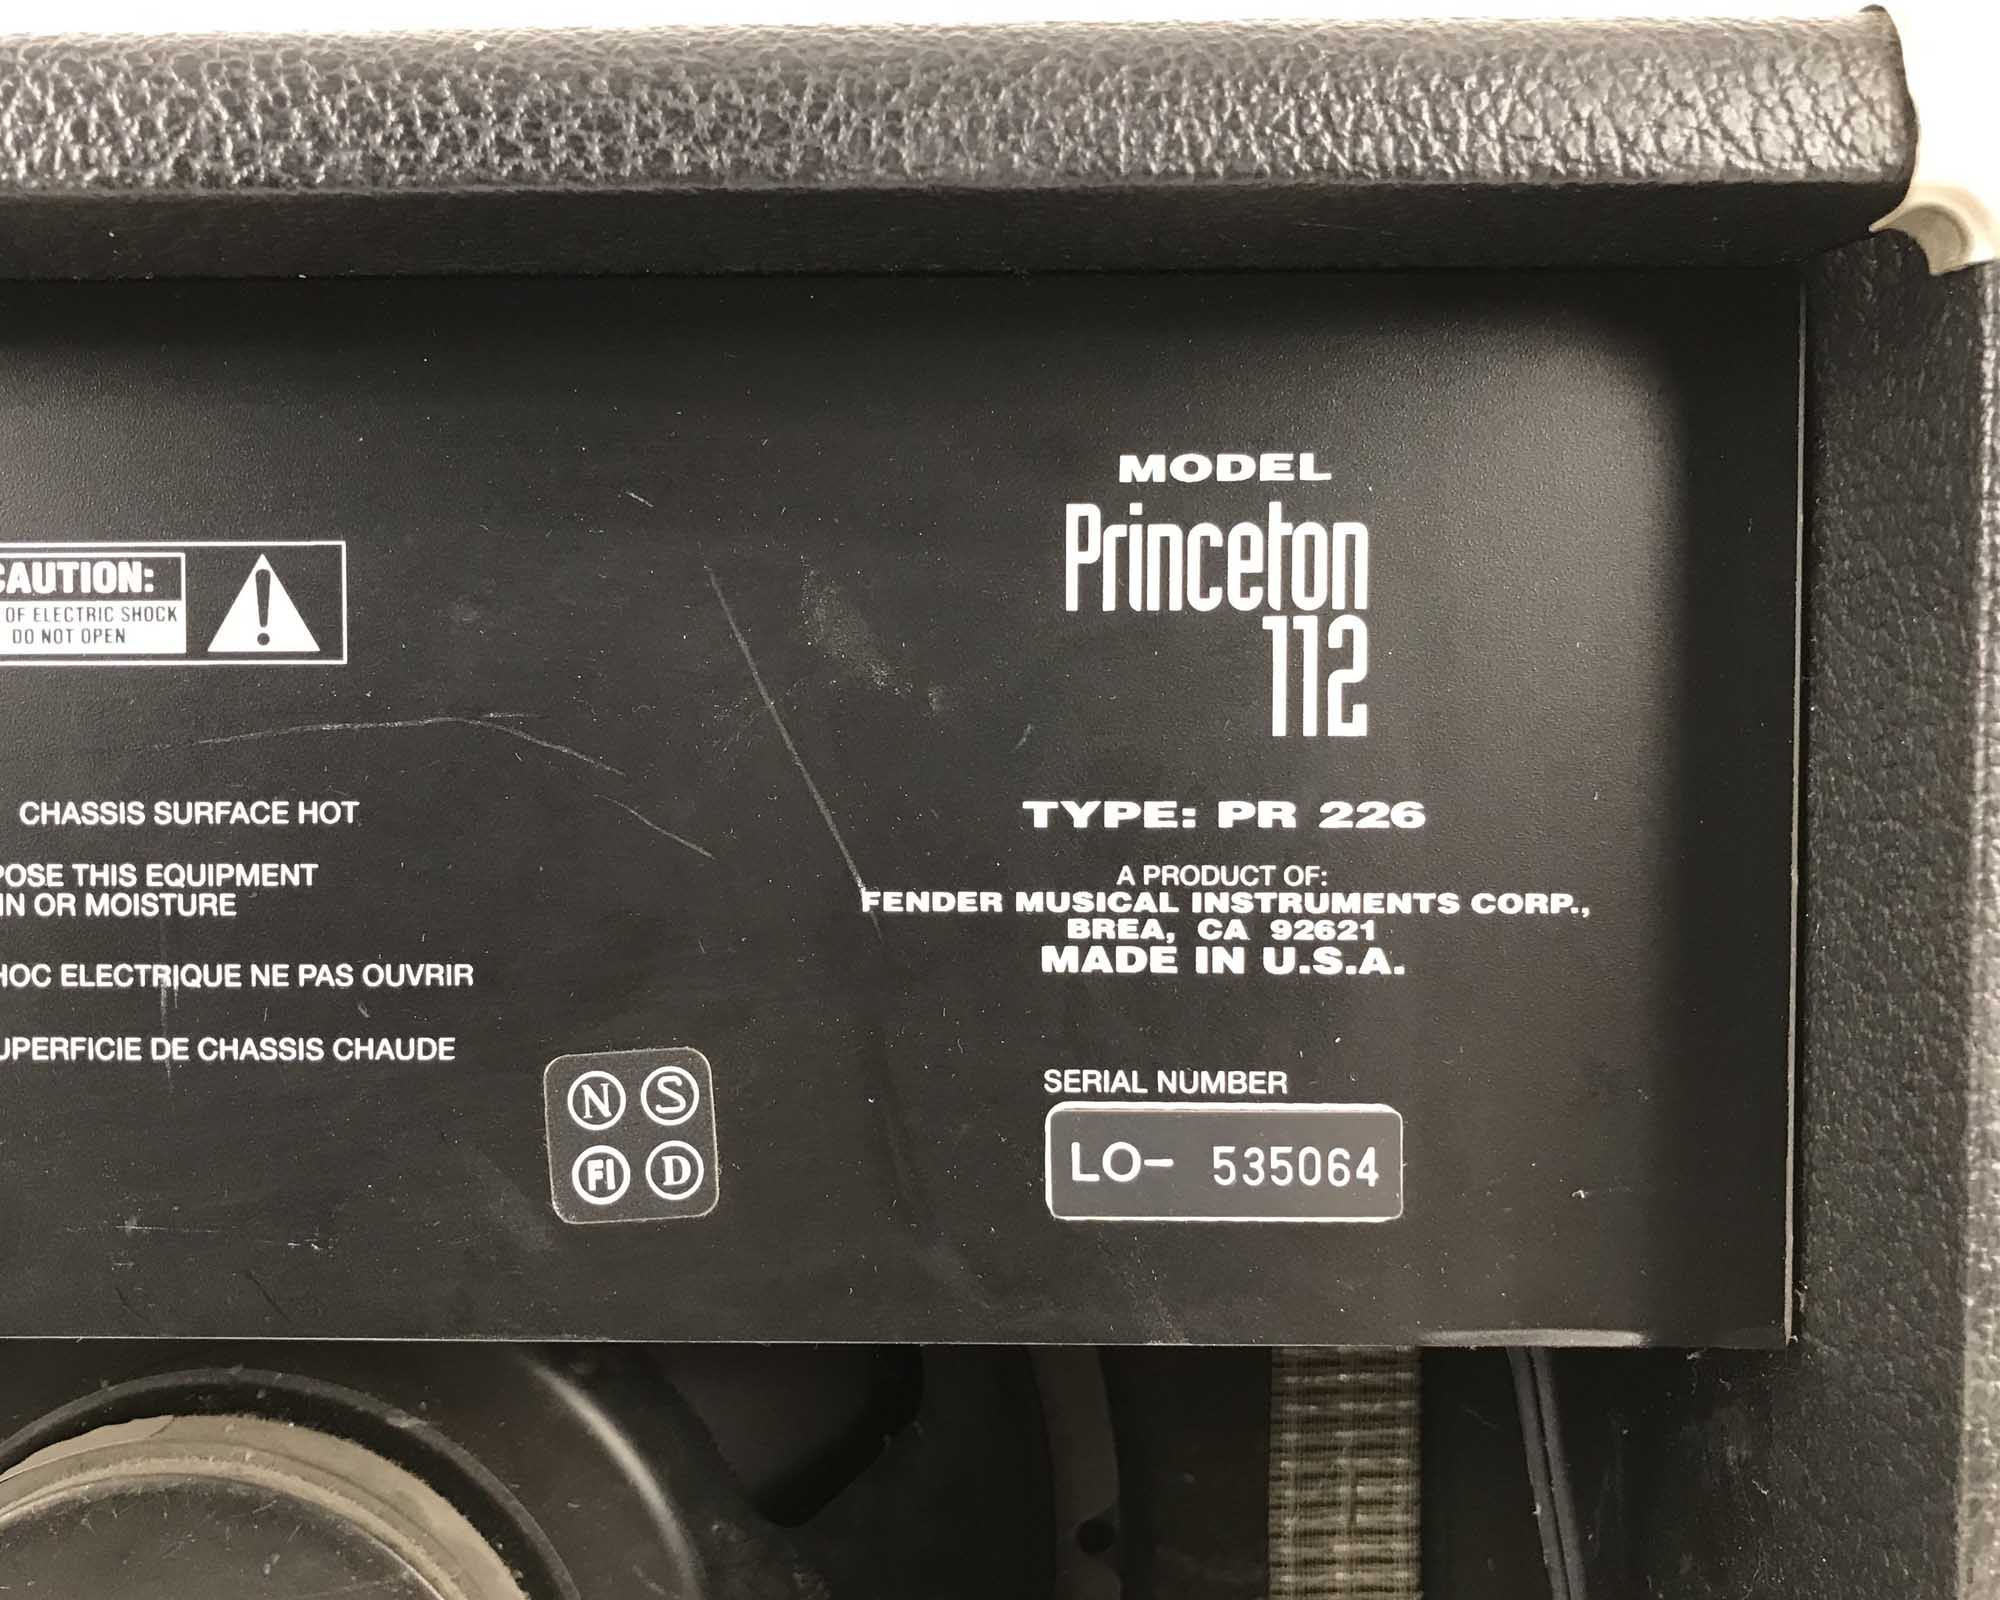 CAUTION:
OF ELECTRIC SHOCK
DO NOT OPEN
CHASSIS SURFACE HOT
POSE THIS EQUIPMENT
IN OR MOISTURE
HOC ELECTRIQUE NE PAS OUVRIR
UPERFICIE DE CHASSIS CHAUDE
N S
FI D
MODEL
Princeton
112
TYPE: PR 226
A PRODUCT OF:
FENDER MUSICAL INSTRUMENTS CORP.,
BREA, CA 92621
MADE IN U.S.A.
SERIAL NUMBER
LO- 535064